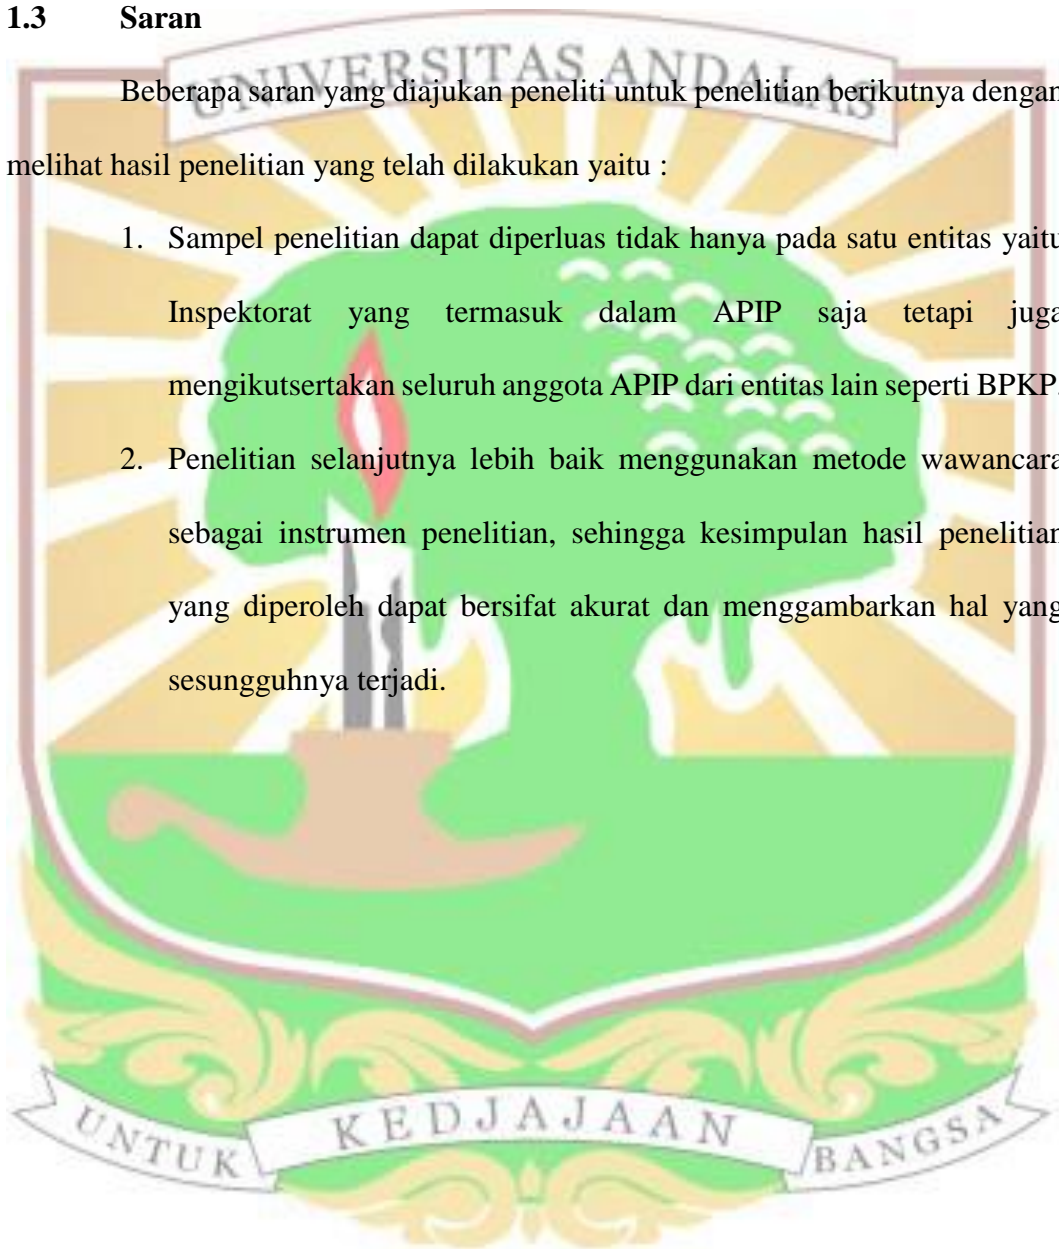 1.3 Saran
UNIVERSITAS ANDALAS
Beberapa saran yang diajukan peneliti untuk penelitian berikutnya dengan
melihat hasil penelitian yang telah dilakukan yaitu :
1. Sampel penelitian dapat diperluas tidak hanya pada satu entitas yaitu
Inspektorat yang termasuk dalam APIP saja tetapi juga
mengikutsertakan seluruh anggota APIP dari entitas lain seperti BPKP.
2. Penelitian selanjutnya lebih baik menggunakan metode wawancara
sebagai instrumen penelitian, sehingga kesimpulan hasil penelitian
yang diperoleh dapat bersifat akurat dan menggambarkan hal yang
sesungguhnya terjadi.
UNTUK KEDJAJAAN BANGSA